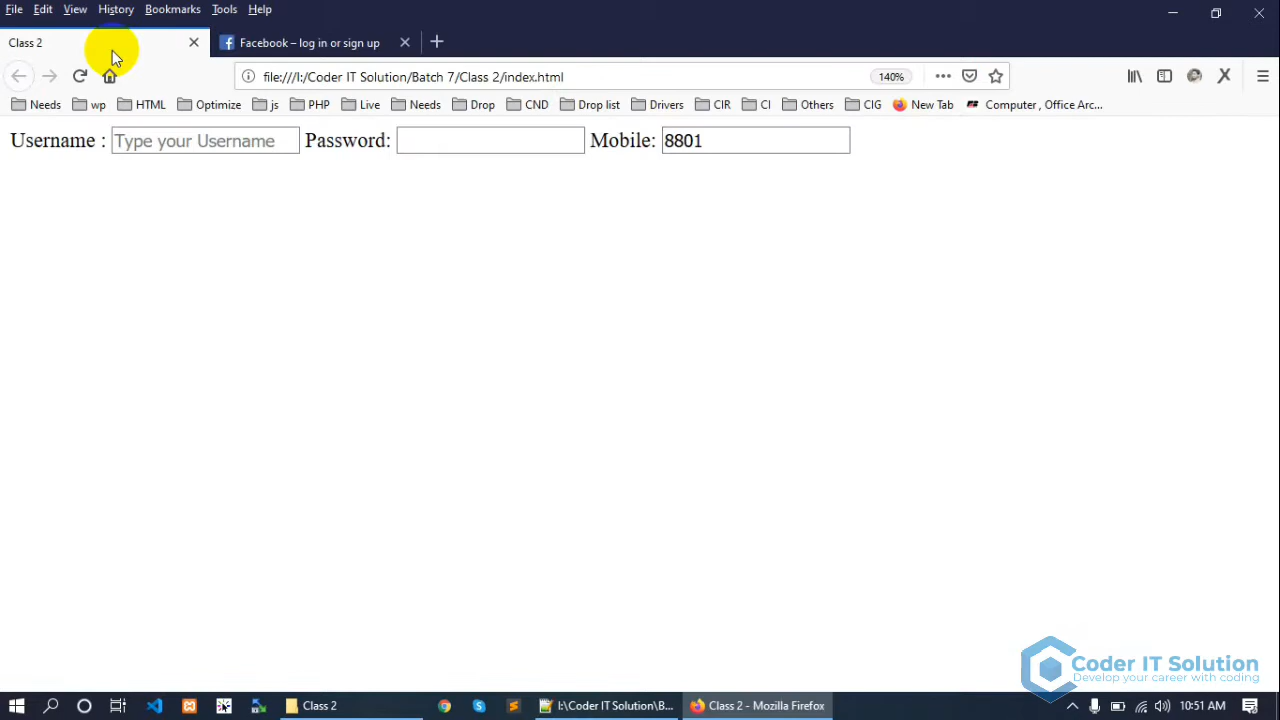 File Edit View History Bookmarks Tools Help
Class 2
Facebook – log in or sign up
file:///I:/Coder IT Solution/Batch 7/Class 2/index.html 140%
Needs wp HTML Optimize js PHP Live Needs Drop CND Drop list Drivers CIR CI Others CIG New Tab Computer , Office Arc...
Username : Type your Username Password: Mobile: 8801
Coder IT Solution
Develop your career with coding
Class 2 I:\Coder IT Solution\B... Class 2 - Mozilla Firefox 10:51 AM